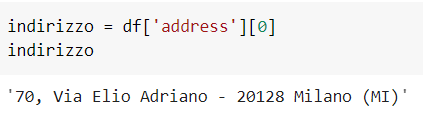 indirizzo = df['address'][0]
indirizzo
'70, Via Elio Adriano - 20128 Milano (MI)'